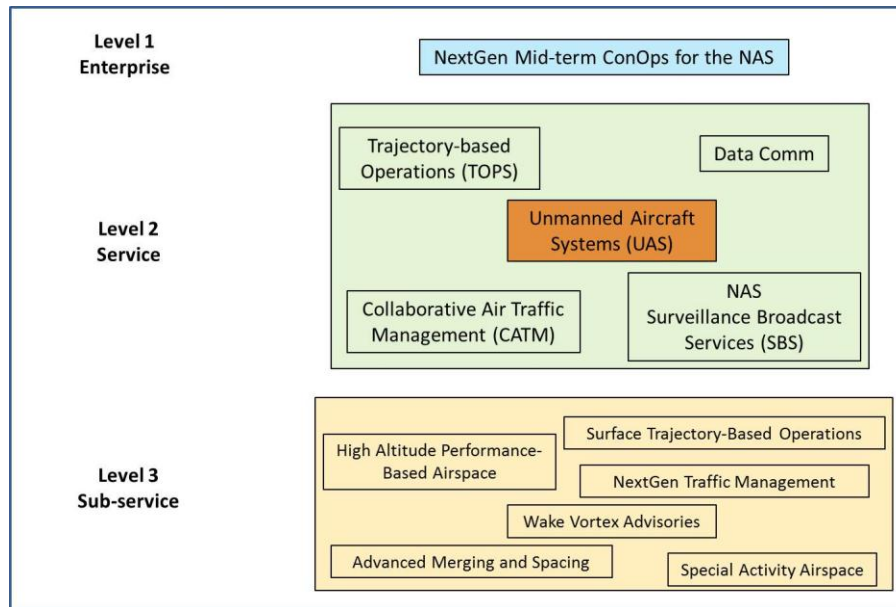 Level 1
Enterprise
NextGen Mid-term ConOps for the NAS
Trajectory-based
Operations (TOPS)
Data Comm
Level 2
Service
Unmanned Aircraft
Systems (UAS)
Collaborative Air Traffic
Management (CATM)
NAS
Surveillance Broadcast
Services (SBS)
Level 3
Sub-service
High Altitude Performance-
Based Airspace
Surface Trajectory-Based Operations
NextGen Traffic Management
Wake Vortex Advisories
Advanced Merging and Spacing
Special Activity Airspace